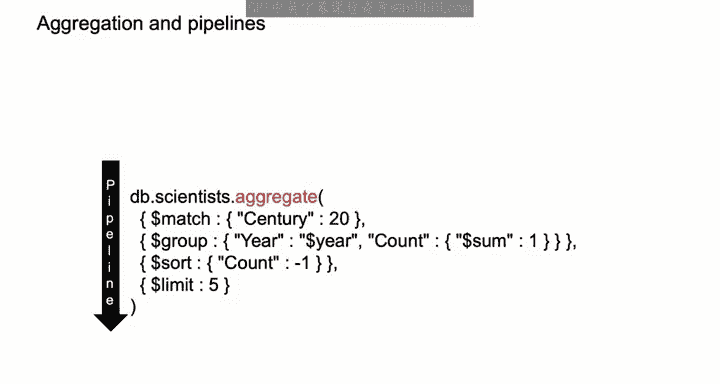 Aggregation and pipelines
Pipeline
db.scientists.aggregate(
{ $match : { "Century" : 20 },
{ $group : { "Year" : "$year", "Count" : { "$sum" : 1 } } },
{ $sort : { "Count" : -1 } },
{ $limit : 5 }
)